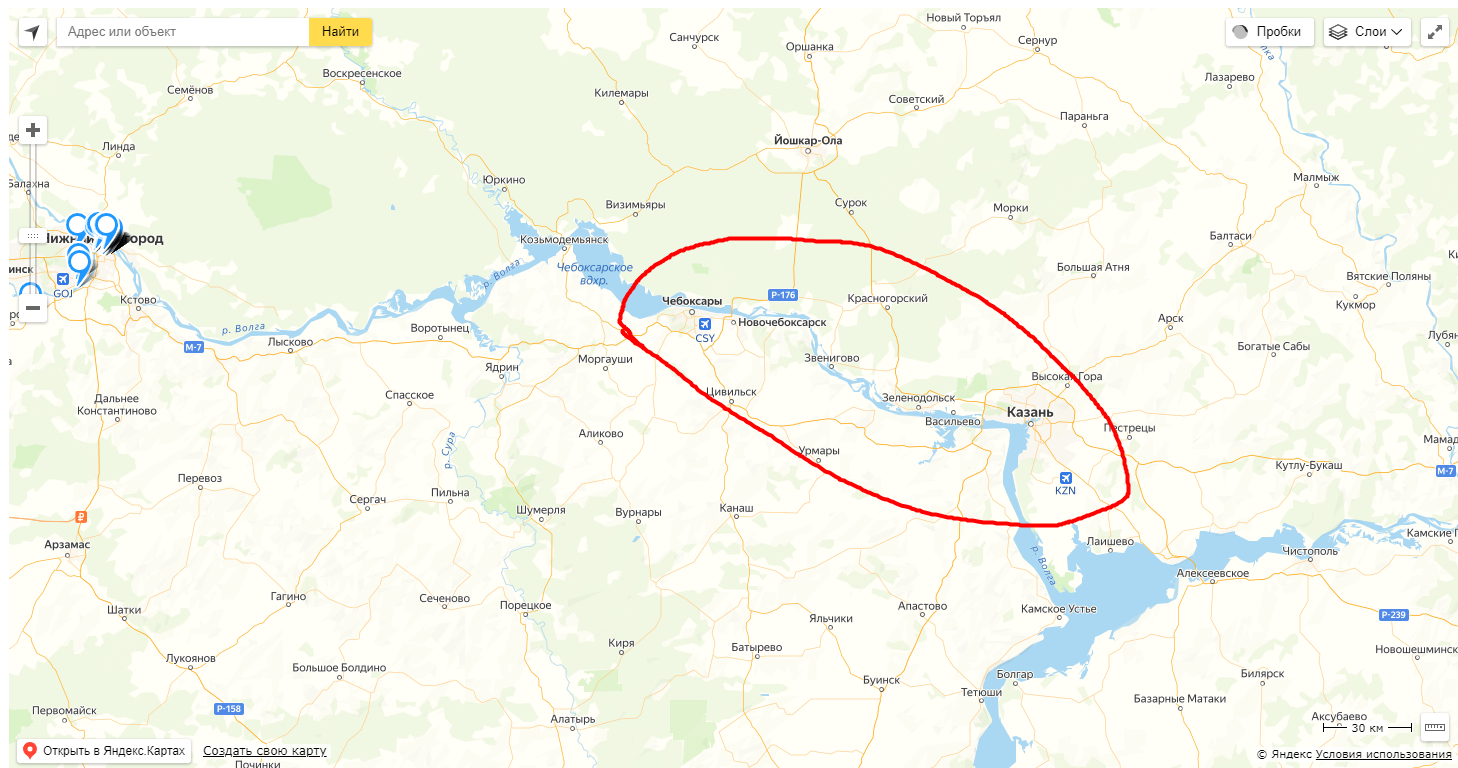 Адрес или объект
Найти
Пробки
Слои
Новый Торъял
Санчурск
Оршанка
Сернур
Воскресенское
Лазарево
Семёнов
Килемары
Советский
Параньга
Йошкар-Ола
Линда
Юркино
Малмыж
Балахна
Визимьяры
Сурок
Морки
Козьмодемьянск
Балтаси
Чебоксарское
вдхр.
Большая Атня
р. Волга
Вятские Поляны
GOJ
Кстово
Чебоксары
Р-176
Красногорский
Кукмор
р. Волга
Воротынец
CSY
Новочебоксарск
Арск
М-7
Лысково
Моргауши
Звенигово
Богатые Сабы
Ядрин
Высокая Гора
Спасское
Цивильск
Зеленодольск
Дальнее
Константиново
Казань
Васильево
Пестрецы
Аликово
р. Сура
Урмары
Кутлу-Букаш
М-7
Перевоз
KZN
Сергач
Пильна
Шумерля
Вурнары
Канаш
Арзамас
Лаишево
р. Волга
Чистополь
Алексеевское
Гагино
Сеченово
Порецкое
Апастово
Камское Устье
Шатки
Яльчики
Р-239
Киря
Батырево
Новошешминск
Лукоянов
Большое Болдино
Буинск
Болгар
Билярск
Тетюши
Базарные Матаки
Первомайск
Р-158
Алатырь
Аксубаево
30 км
Открыть в Яндекс.Картах
Создать свою карту
© Яндекс Условия использования
Починки